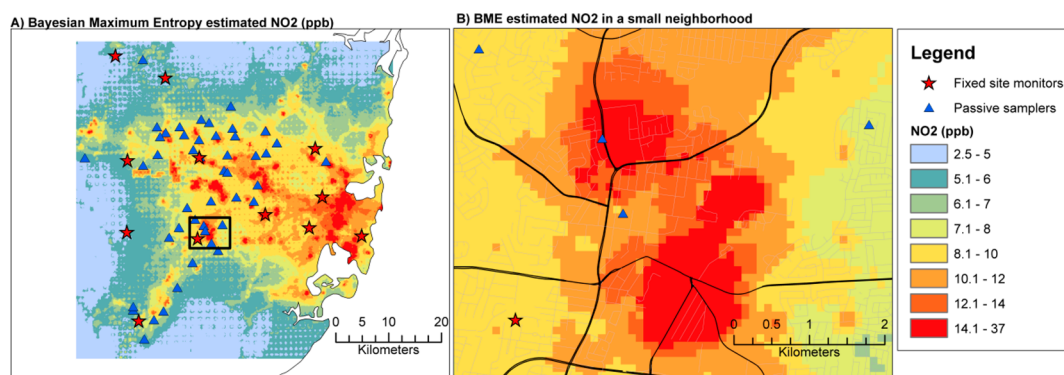 A) Bayesian Maximum Entropy estimated NO2 (ppb)
0 5 10 20
Kilometers
B) BME estimated NO2 in a small neighborhood
0 0.5 1 2
Kilometers
Legend
Fixed site monitors
Passive samplers
NO2 (ppb)
2.5 - 5
5.1 - 6
6.1 - 7
7.1 - 8
8.1 - 10
10.1 - 12
12.1 - 14
14.1 - 37